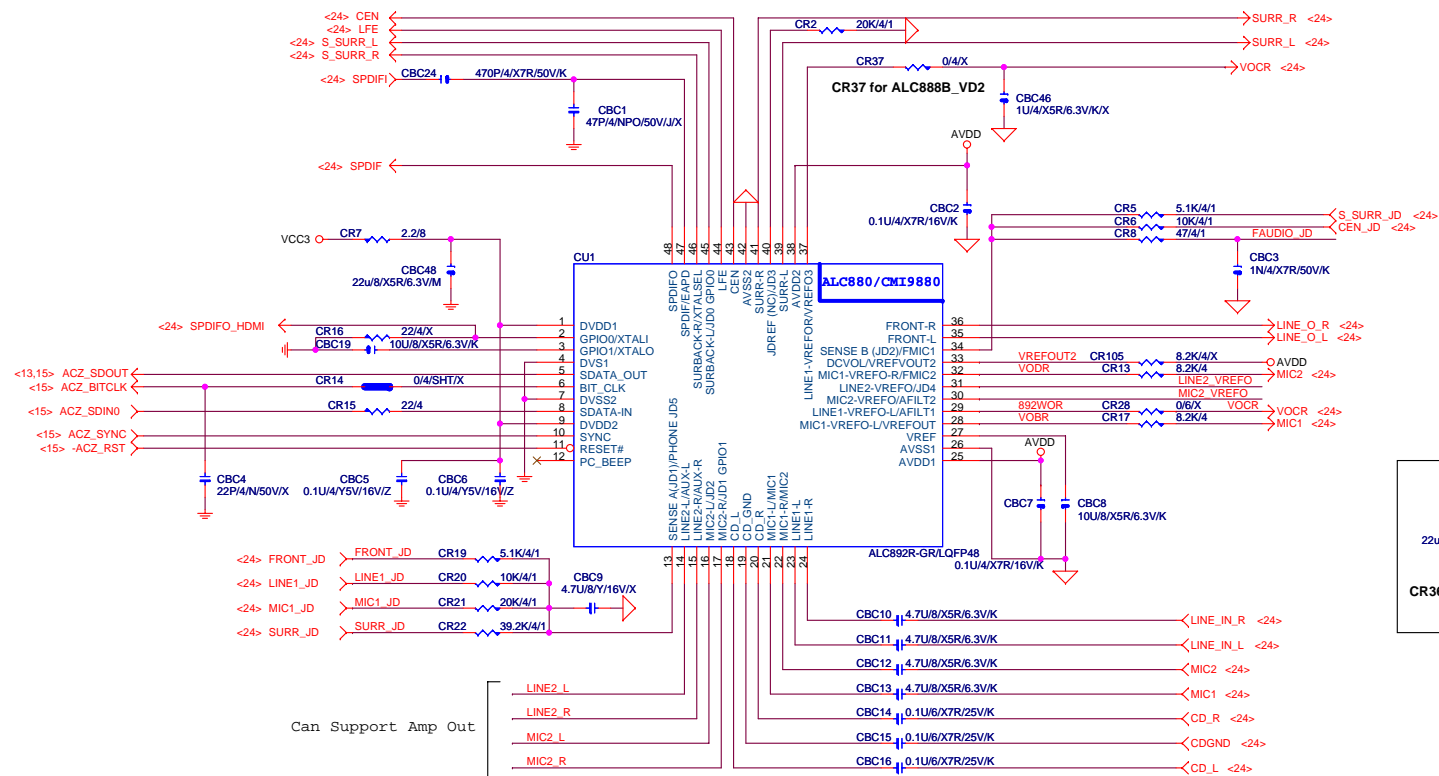 <24> CEN
<24> LFE
<24> S_SURR_L
<24> S_SURR_R
<24> SPDIFI
CBC24 470P/4/X7R/50V/K
CBC1
47P/4/NPO/50V/J/X
<24> SPDIF
CR2 20K/4/1
SURR_R <24>
SURR_L <24>
CR37 0/4/X
VOCR <24>
CR37 for ALC888B_VD2
CBC46
1U/4/X5R/6.3V/K/X
AVDD
CBC2
0.1U/4/X7R/16V/K
CR5 5.1K/4/1
S_SURR_JD <24>
CR6 10K/4/1
CEN_JD <24>
CR8 47/4/1 FAUDIO_JD
CBC3
1N/4/X7R/50V/K
VCC3 CR7 2.2/8
CBC48
22u/8/X5R/6.3V/M
CU1
ALC880/CMI9880
48 SPDIFO
47 SPDIF/EAPD
46 SURBACK-R/XTALSEL
45 SURBACK-L/JD0 GPIO0
44 LFE
43 CEN
42 AVSS2
41 SURR-R
40 JDREF (NC)/JD3
39 SURR-L
38 AVDD2
37 LINE1-VREFOR/VREFO3
<24> SPDIFO_HDMI
CR16 22/4/X
CBC19 10U/8/X5R/6.3V/K
<13,15> ACZ_SDOUT
<15> ACZ_BITCLK
CR14 0/4/SHT/X
<15> ACZ_SDIN0
CR15 22/4
<15> ACZ_SYNC
<15> -ACZ_RST
1 DVDD1
2 GPIO0/XTALI
3 GPIO1/XTALO
4 DVS1
5 SDATA_OUT
6 BIT_CLK
7 DVSS2
8 SDATA-IN
9 DVDD2
10 SYNC
11 RESET#
12 PC_BEEP
CBC4
22P/4/N/50V/X
CBC5
0.1U/4/Y5V/16V/Z
CBC6
0.1U/4/Y5V/16V/Z
FRONT-R 36
LINE_O_R <24>
FRONT-L 35
LINE_O_L <24>
SENSE B (JD2)/FMIC1 34
DCVOL/VREFVOUT2 33
VREFOUT2 CR105 8.2K/4/X AVDD
MIC1-VREFO-R/FMIC2 32
VODR CR13 8.2K/4 MIC2 <24>
LINE2-VREFO/JD4 31
LINE2_VREFO
MIC2-VREFO/AFILT2 30
MIC2_VREFO
LINE1-VREFO-L/AFILT1 29
892WOR CR28 0/6/X VOCR VOCR <24>
MIC1-VREFO-L/VREFOUT 28
VOBR CR17 8.2K/4 MIC1 <24>
VREF 27
AVSS1 26
AVDD1 25
AVDD
CBC7
0.1U/4/X7R/16V/K
CBC8
10U/8/X5R/6.3V/K
ALC892R-GR/LQFP48
13 SENSE A(JD1)/PHONE JD5
14 LINE2-L/AUX-L
15 LINE2-R/AUX-R
16 MIC2-L/JD2
17 MIC2-R/JD1 GPIO1
18 CD_L
19 CD_GND
20 CD_R
21 MIC1-L/MIC1
22 MIC1-R/MIC2
23 LINE1-L
24 LINE1-R
<24> FRONT_JD FRONT_JD CR19 5.1K/4/1
<24> LINE1_JD LINE1_JD CR20 10K/4/1
<24> MIC1_JD MIC1_JD CR21 20K/4/1
<24> SURR_JD SURR_JD CR22 39.2K/4/1
CBC9
4.7U/8/Y/16V/X
CBC10 4.7U/8/X5R/6.3V/K LINE_IN_R <24>
CBC11 4.7U/8/X5R/6.3V/K LINE_IN_L <24>
CBC12 4.7U/8/X5R/6.3V/K MIC2 <24>
CBC13 4.7U/8/X5R/6.3V/K MIC1 <24>
CBC14 0.1U/6/X7R/25V/K CD_R <24>
CBC15 0.1U/6/X7R/25V/K CDGND <24>
CBC16 0.1U/6/X7R/25V/K CD_L <24>
Can Support Amp Out
LINE2_L
LINE2_R
MIC2_L
MIC2_R
22u
CR36